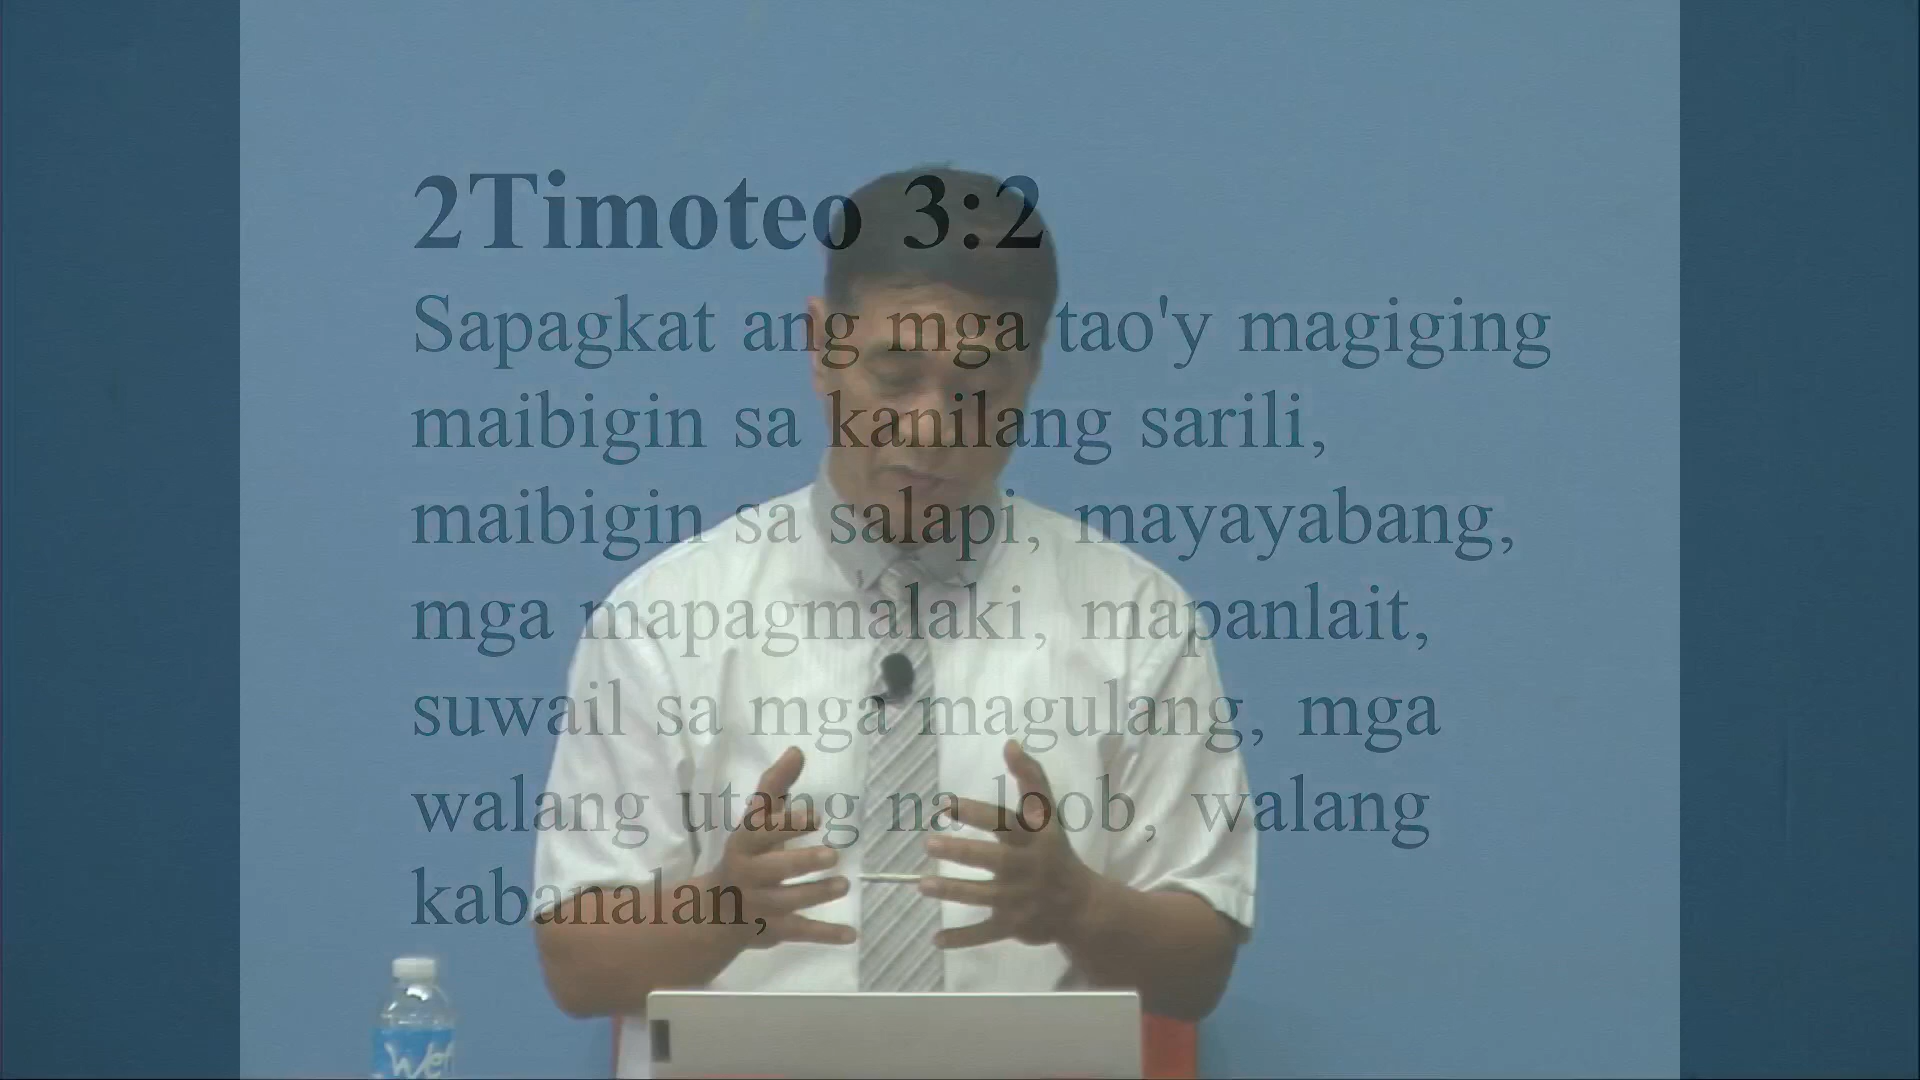 2Timoteo 3:2
Sapagkat ang mga tao'y magiging
maibigin sa kanilang sarili,
maibigin sa salapi, mayayabang,
mga mapagmalaki, mapanlait,
suwail sa mga magulang, mga
walang utang na loob, walang
kabanalan,